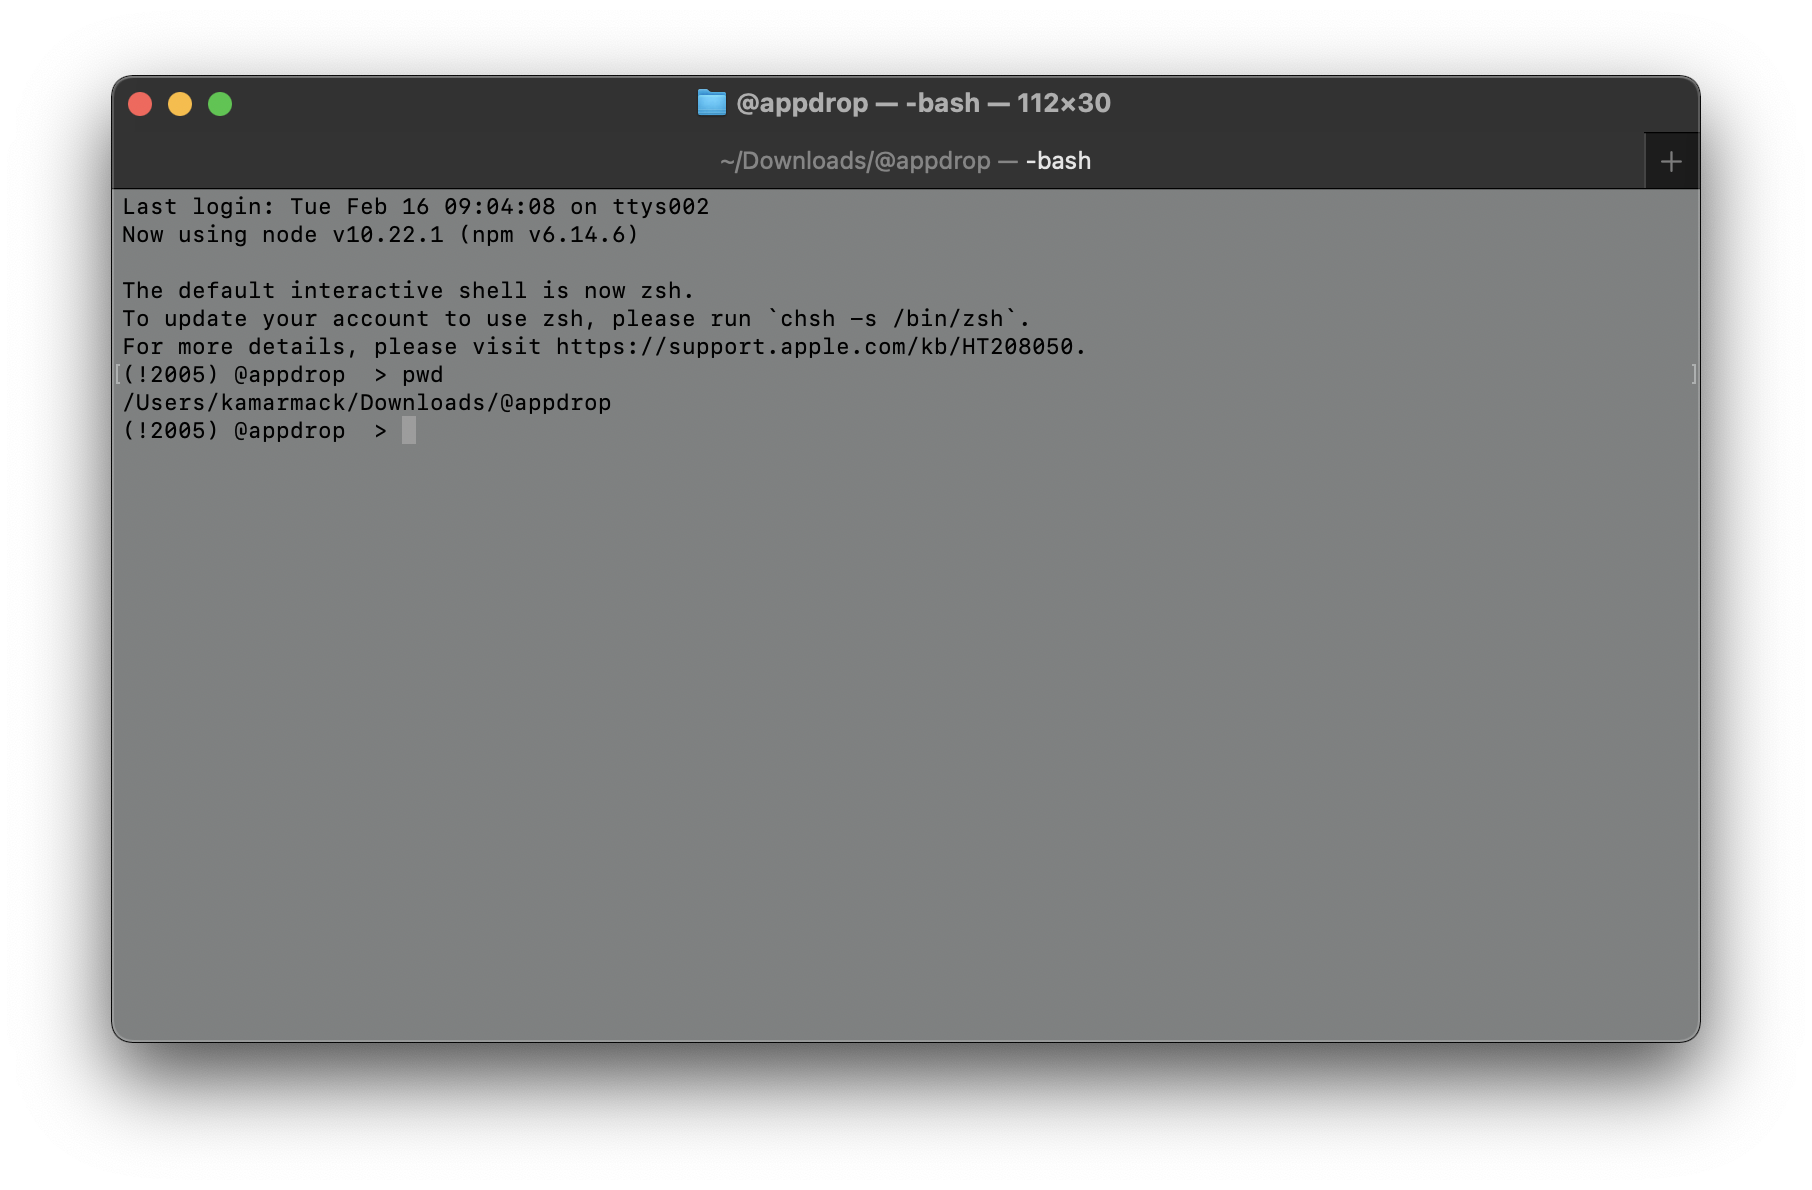 @appdrop — -bash — 112×30
~/Downloads/@appdrop — -bash
Last login: Tue Feb 16 09:04:08 on ttys002
Now using node v10.22.1 (npm v6.14.6)
The default interactive shell is now zsh.
To update your account to use zsh, please run `chsh -s /bin/zsh`.
For more details, please visit https://support.apple.com/kb/HT208050.
[(!2005) @appdrop  > pwd ]
/Users/kamarmack/Downloads/@appdrop
(!2005) @appdrop  >